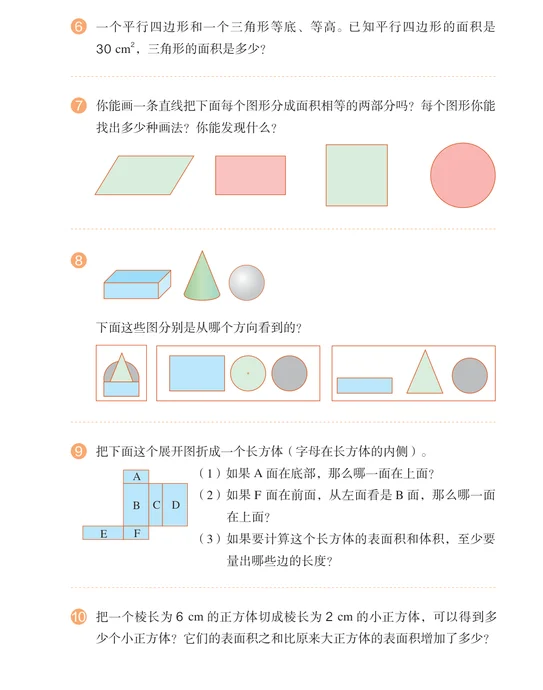 6 一个平行四边形和一个三角形等底、等高。已知平行四边形的面积是
30 cm²，三角形的面积是多少？
7 你能画一条直线把下面每个图形分成面积相等的两部分吗？每个图形你能
找出多少种画法？你能发现什么？
8
下面这些图分别是从哪个方向看到的？
9 把下面这个展开图折成一个长方体（字母在长方体的内侧）。
（1）如果 A 面在底部，那么哪一面在上面？
（2）如果 F 面在前面，从左面看是 B 面，那么哪一面
在上面？
（3）如果要计算这个长方体的表面积和体积，至少要
量出哪些边的长度？
A
B C D
E F
10 把一个棱长为 6 cm 的正方体切成棱长为 2 cm 的小正方体，可以得到多
少个小正方体？它们的表面积之和比原来大正方体的表面积增加了多少？